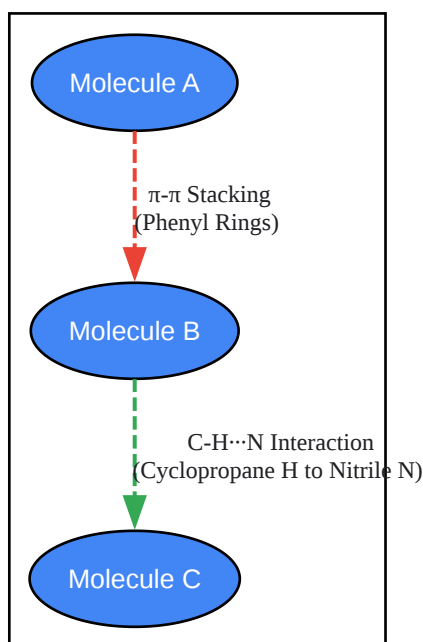 Molecule A
π-π Stacking
(Phenyl Rings)
Molecule B
C-H···N Interaction
(Cyclopropane H to Nitrile N)
Molecule C